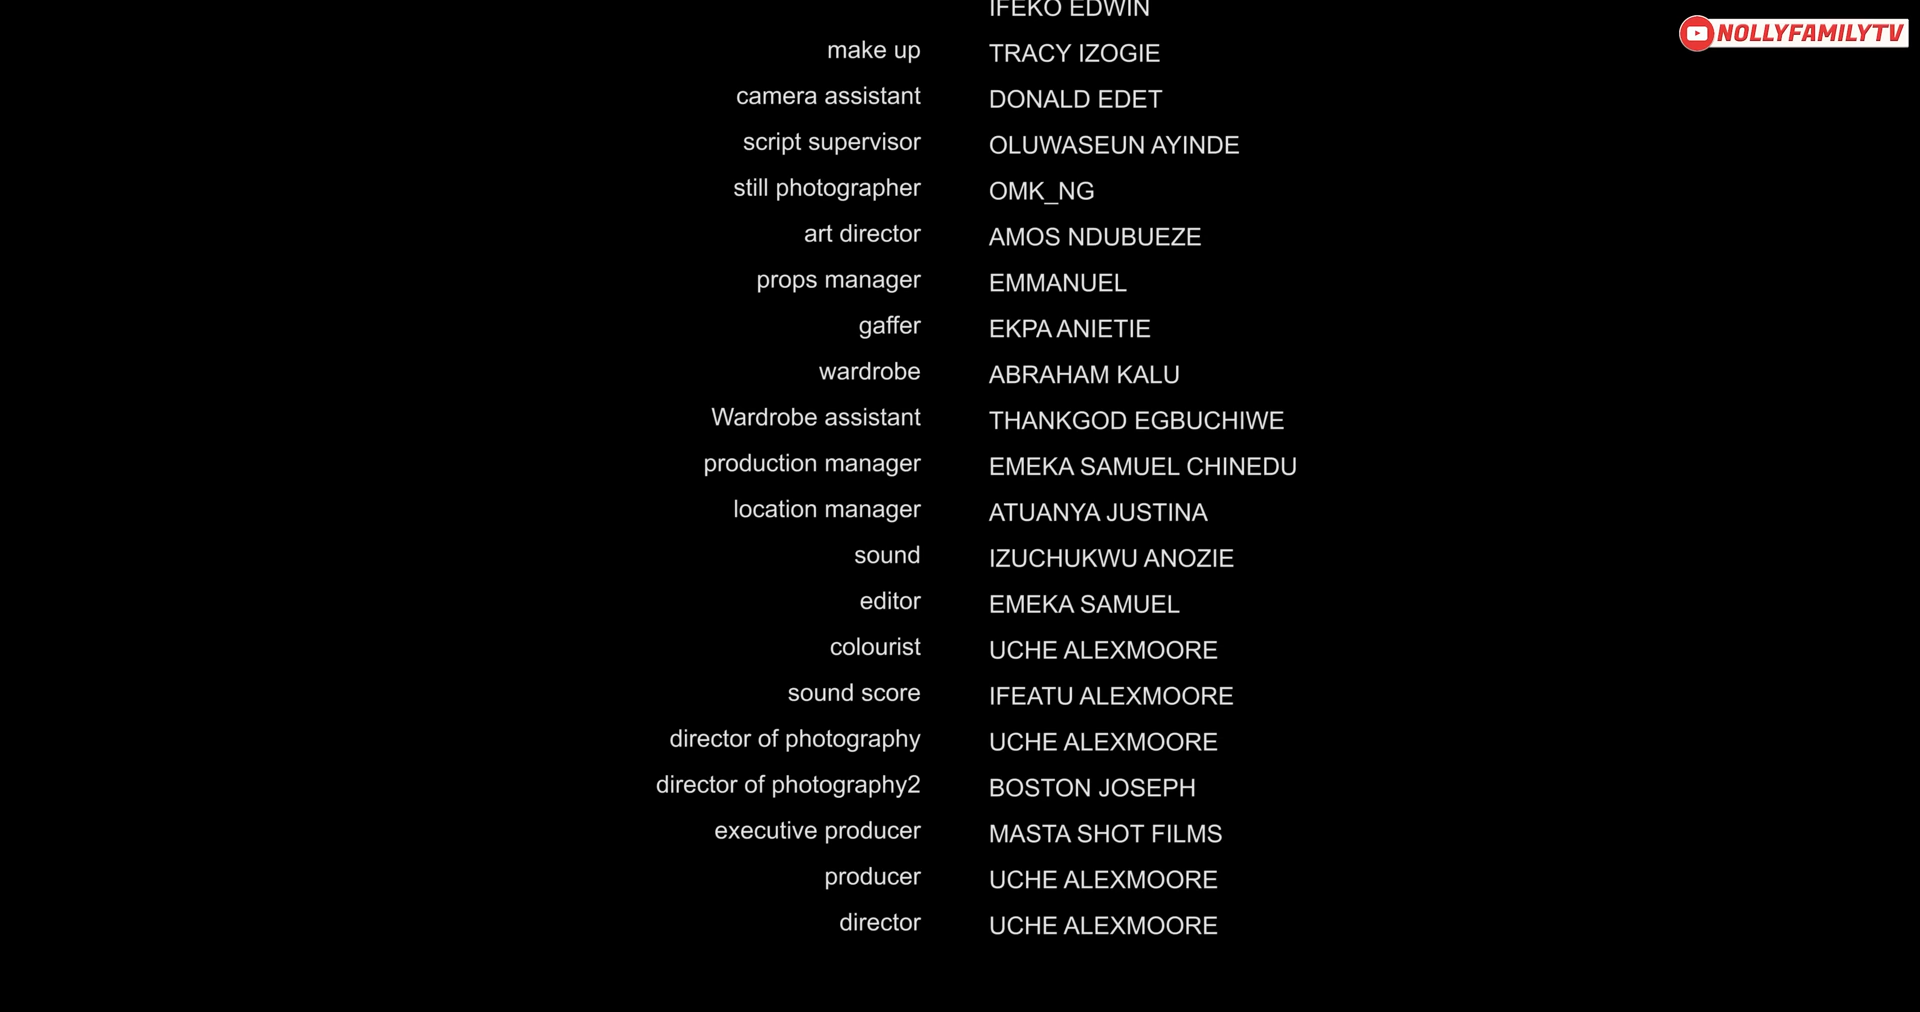 IFEKO EDWIN
NOLLYFAMILYTV
make up TRACY IZOGIE
camera assistant DONALD EDET
script supervisor OLUWASEUN AYINDE
still photographer OMK_NG
art director AMOS NDUBUEZE
props manager EMMANUEL
gaffer EKPA ANIETIE
wardrobe ABRAHAM KALU
Wardrobe assistant THANKGOD EGBUCHIWE
production manager EMEKA SAMUEL CHINEDU
location manager ATUANYA JUSTINA
sound IZUCHUKWU ANOZIE
editor EMEKA SAMUEL
colourist UCHE ALEXMOORE
sound score IFEATU ALEXMOORE
director of photography UCHE ALEXMOORE
director of photography2 BOSTON JOSEPH
executive producer MASTA SHOT FILMS
producer UCHE ALEXMOORE
director UCHE ALEXMOORE